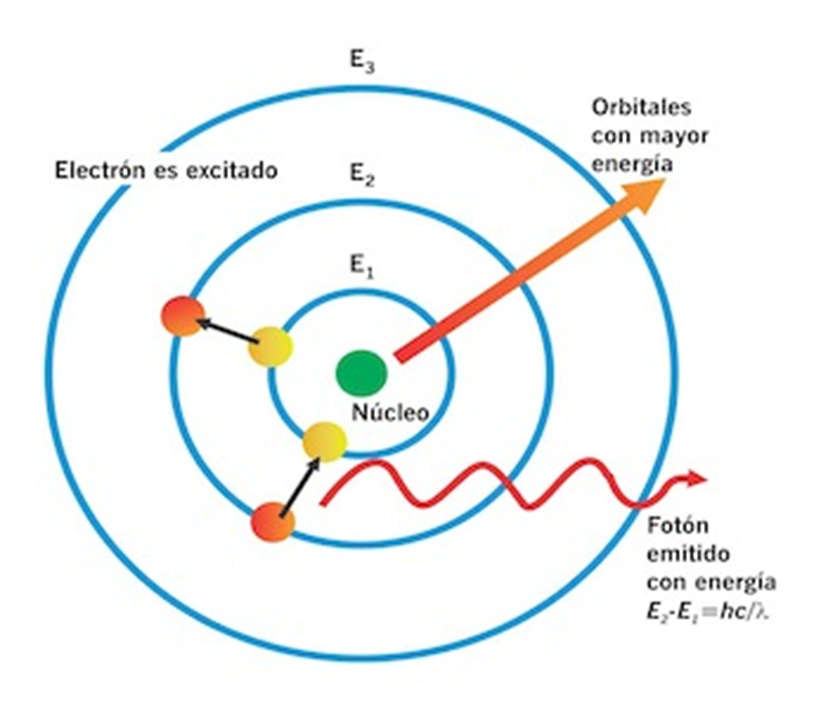 E₃
Orbitales
con mayor
energía
Electrón es excitado
E₂
E₁
Núcleo
Fotón
emitido
con energía
E₂-E₁=hc/λ